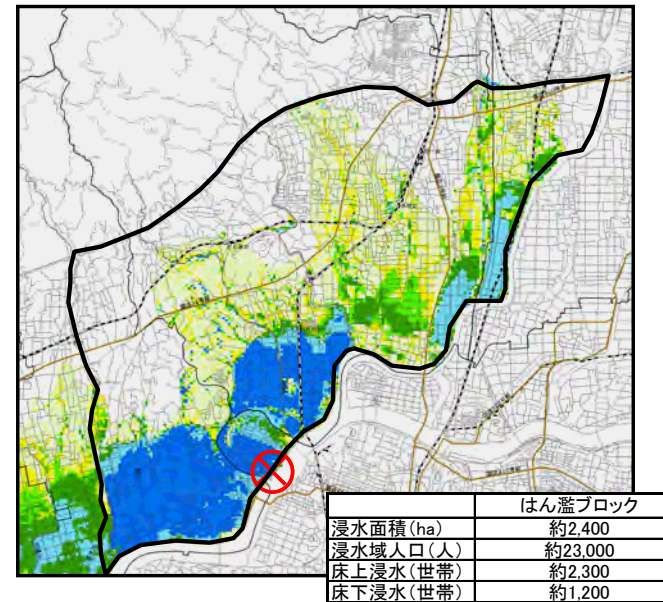 はん濫ブロック
浸水面積(ha) 約2,400
浸水域人口(人) 約23,000
床上浸水(世帯) 約2,300
床下浸水(世帯) 約1,200